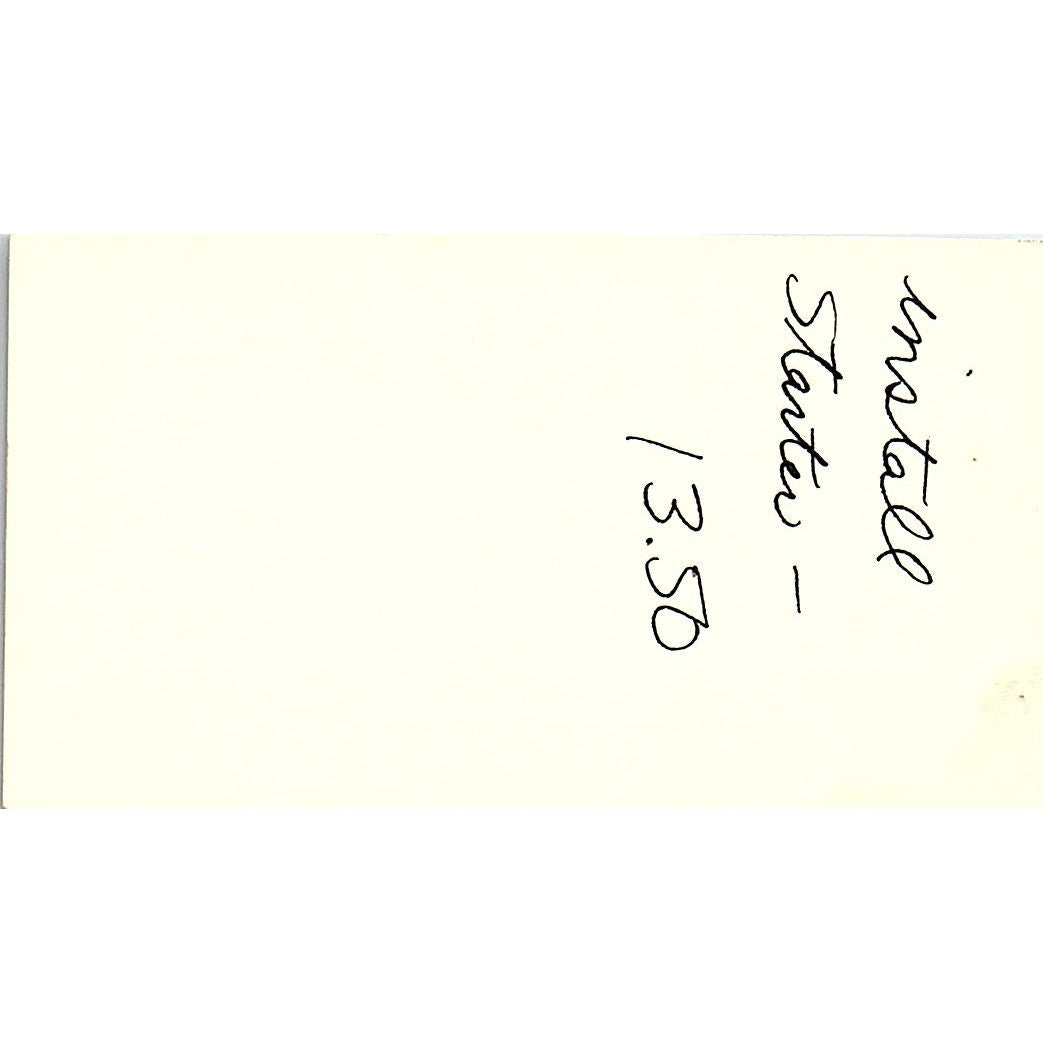 install
starter –
13.50